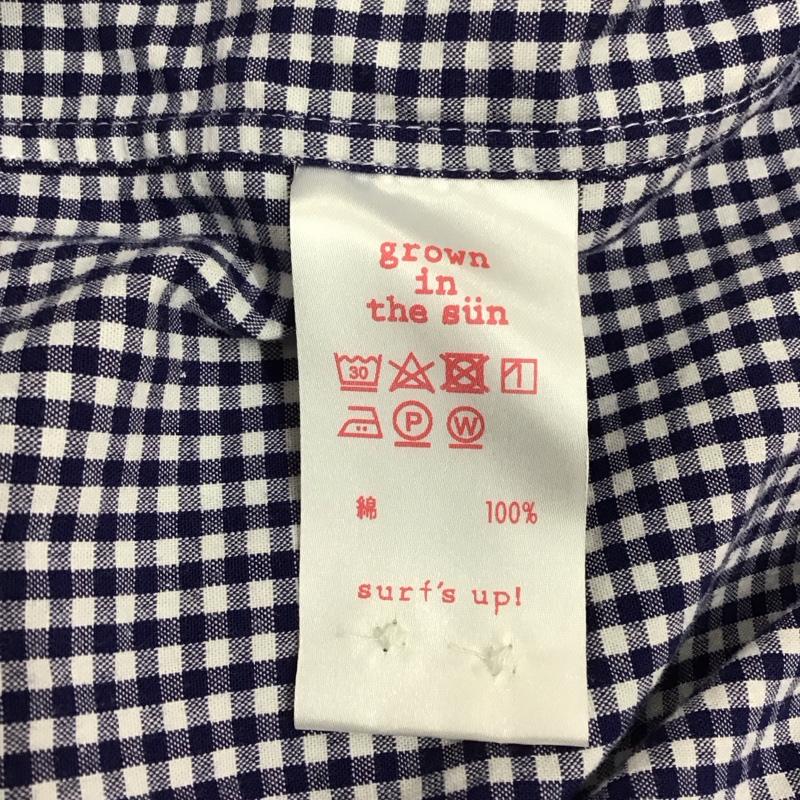 grown
in
the sün
30
P W
綿 100%
surf's up!